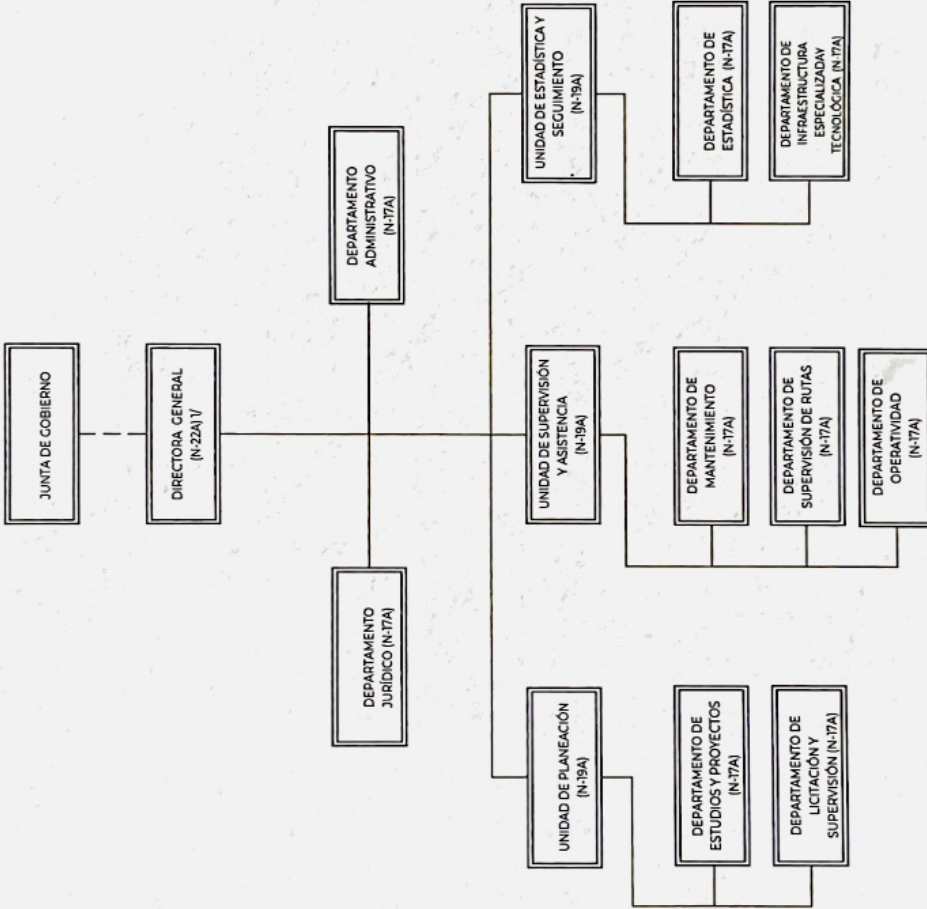 JUNTA DE GOBIERNO
DIRECTORA GENERAL
(N-22A) 1/
DEPARTAMENTO
JURÍDICO (N-17A)
DEPARTAMENTO
ADMINISTRATIVO
(N-17A)
UNIDAD DE PLANEACIÓN
(N-19A)
DEPARTAMENTO DE
ESTUDIOS Y PROYECTOS
(N-17A)
DEPARTAMENTO DE
LICITACIÓN Y
SUPERVISIÓN (N-17A)
UNIDAD DE SUPERVISIÓN
Y ASISTENCIA
(N-19A)
DEPARTAMENTO DE
MANTENIMIENTO
(N-17A)
DEPARTAMENTO DE
SUPERVISIÓN DE RUTAS
(N-17A)
DEPARTAMENTO DE
OPERATIVIDAD
(N-17A)
UNIDAD DE ESTADÍSTICA Y
SEGUIMIENTO
(N-19A)
DEPARTAMENTO DE
ESTADÍSTICA (N-17A)
DEPARTAMENTO DE
INFRAESTRUCTURA
ESPECIALIZADAY
TECNOLÓGICA (N-17A)